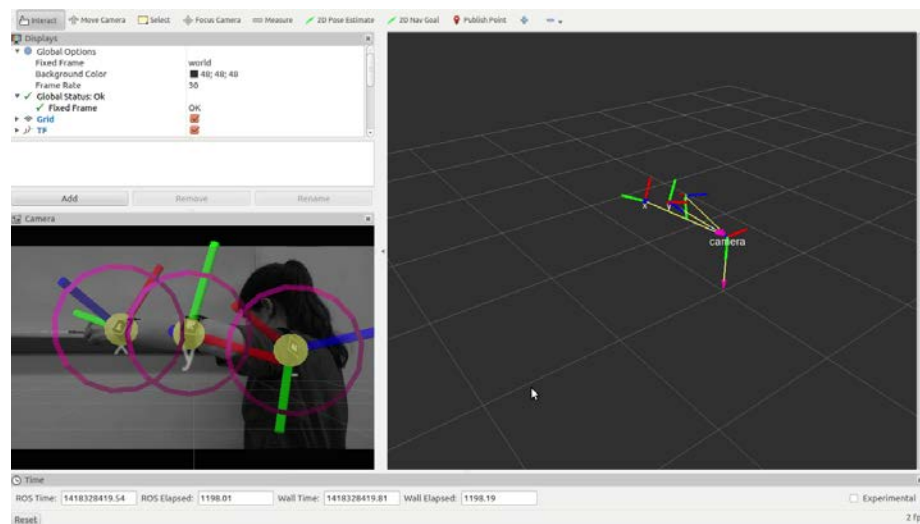 Interact Move Camera Select Focus Camera Measure 2D Pose Estimate 2D Nav Goal Publish Point
Displays
Global Options
Fixed Frame world
Background Color 48; 48; 48
Frame Rate 30
Global Status: Ok
Fixed Frame OK
Grid
TF
Add Remove Rename
Camera
x y
x y
camera
Time
ROS Time: 1418328419.54 ROS Elapsed: 1198.01 Wall Time: 1418328419.81 Wall Elapsed: 1198.19 Experimental
Reset 2 fp